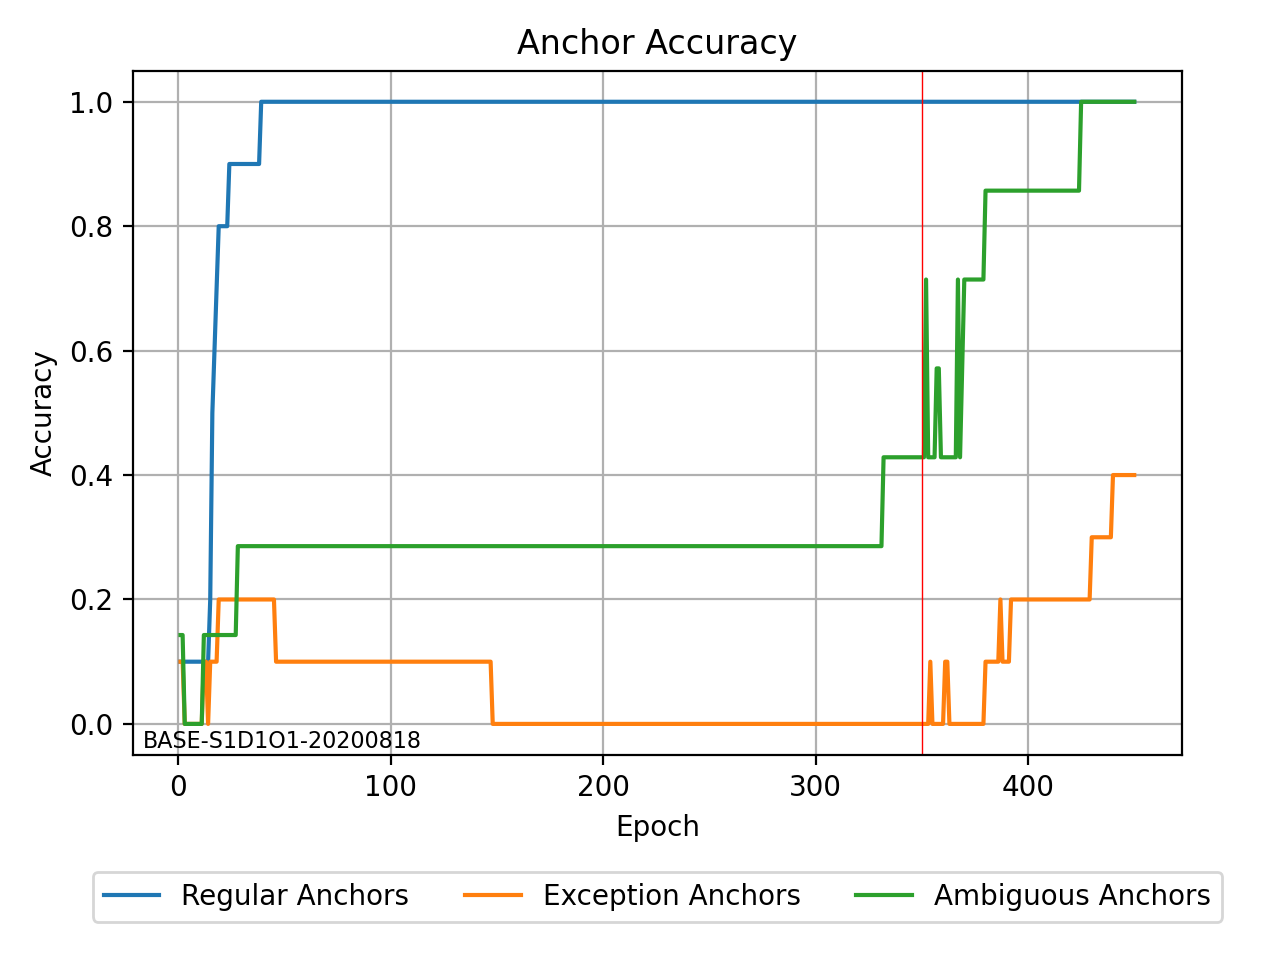 Anchor Accuracy
1.0
0.8
0.6
0.4
0.2
0.0
Accuracy
BASE-S1D1O1-20200818
0 100 200 300 400
Epoch
Regular Anchors Exception Anchors Ambiguous Anchors